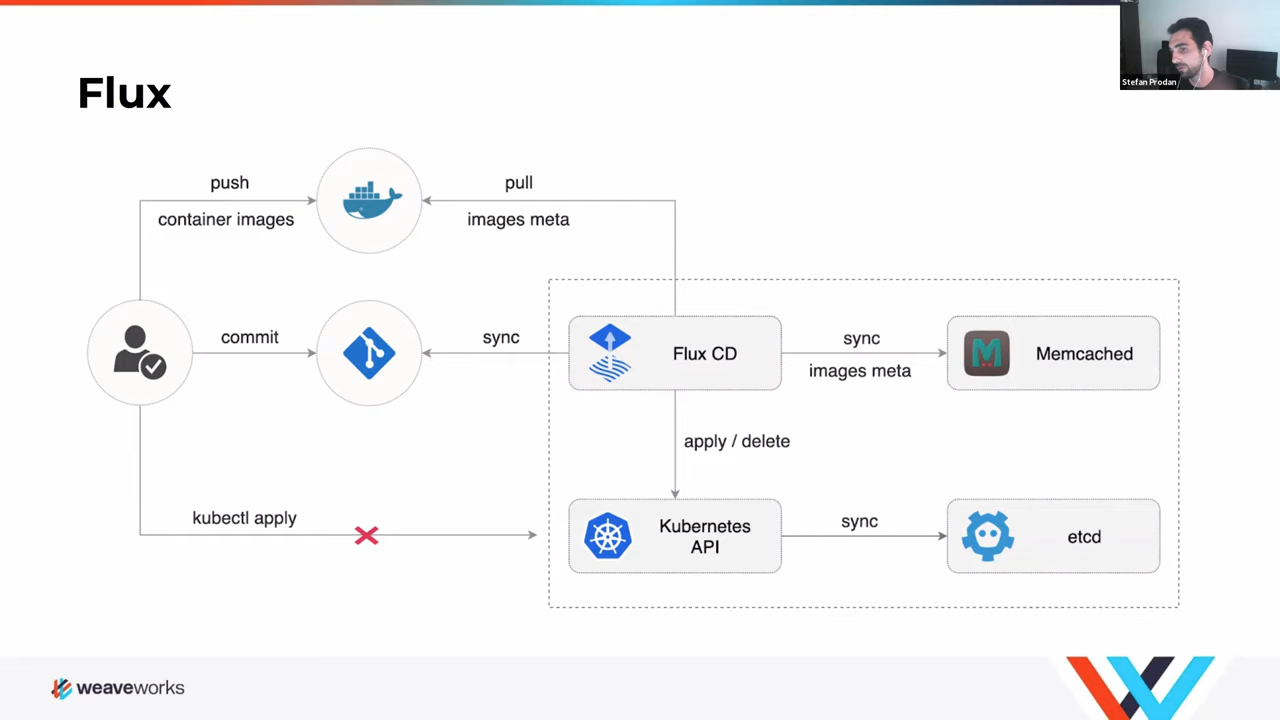 Stefan Prodan
Flux
push
container images
pull
images meta
commit
sync
Flux CD
sync
images meta
Memcached
apply / delete
kubectl apply
Kubernetes
API
sync
etcd
weaveworks